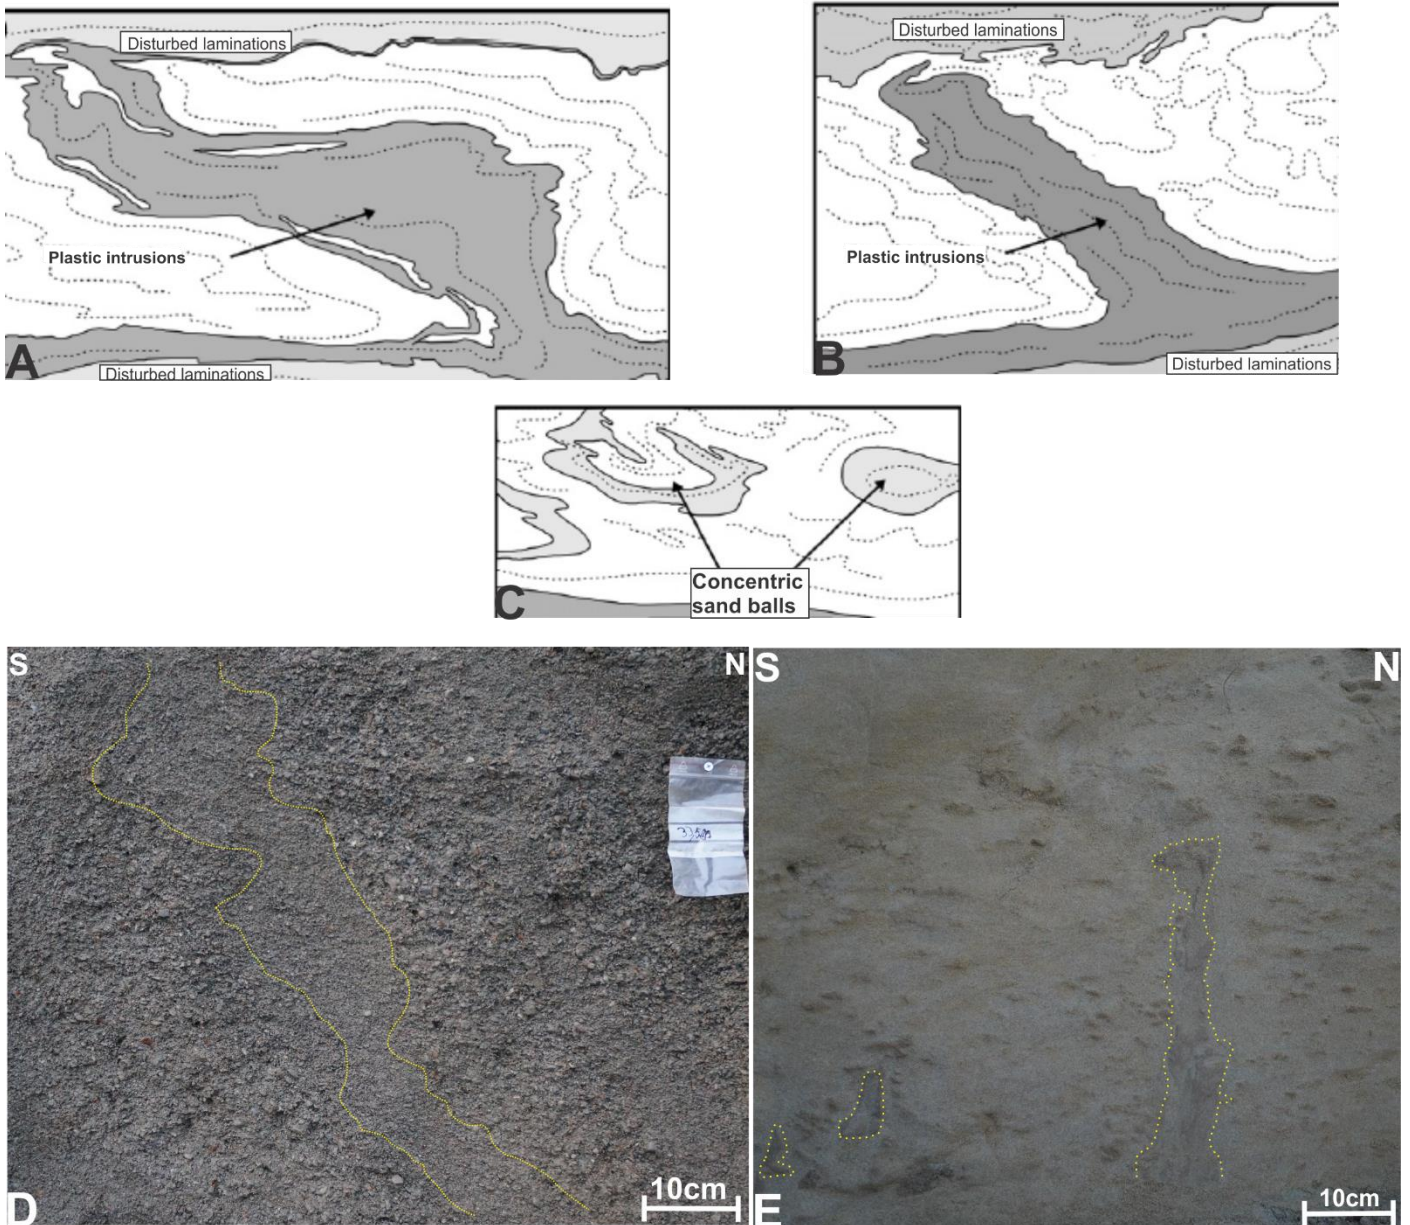 Disturbed laminations
Plastic intrusions
A
Disturbed laminations
Disturbed laminations
Plastic intrusions
B
Disturbed laminations
C
Concentric
sand balls
S
N
10cm
D
S
N
10cm
E